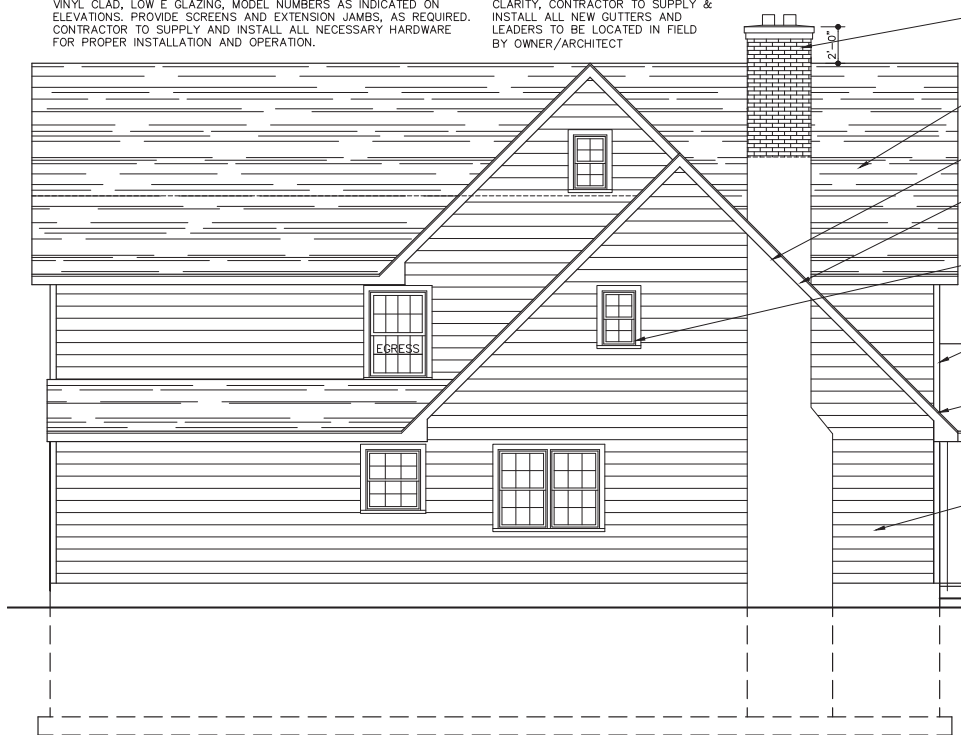 VINYL CLAD, LOW E GLAZING, MODEL NUMBERS AS INDICATED ON
ELEVATIONS. PROVIDE SCREENS AND EXTENSION JAMBS, AS REQUIRED.
CONTRACTOR TO SUPPLY AND INSTALL ALL NECESSARY HARDWARE
FOR PROPER INSTALLATION AND OPERATION.
CLARITY, CONTRACTOR TO SUPPLY &
INSTALL ALL NEW GUTTERS AND
LEADERS TO BE LOCATED IN FIELD
BY OWNER/ARCHITECT
2'-0"
EGRESS